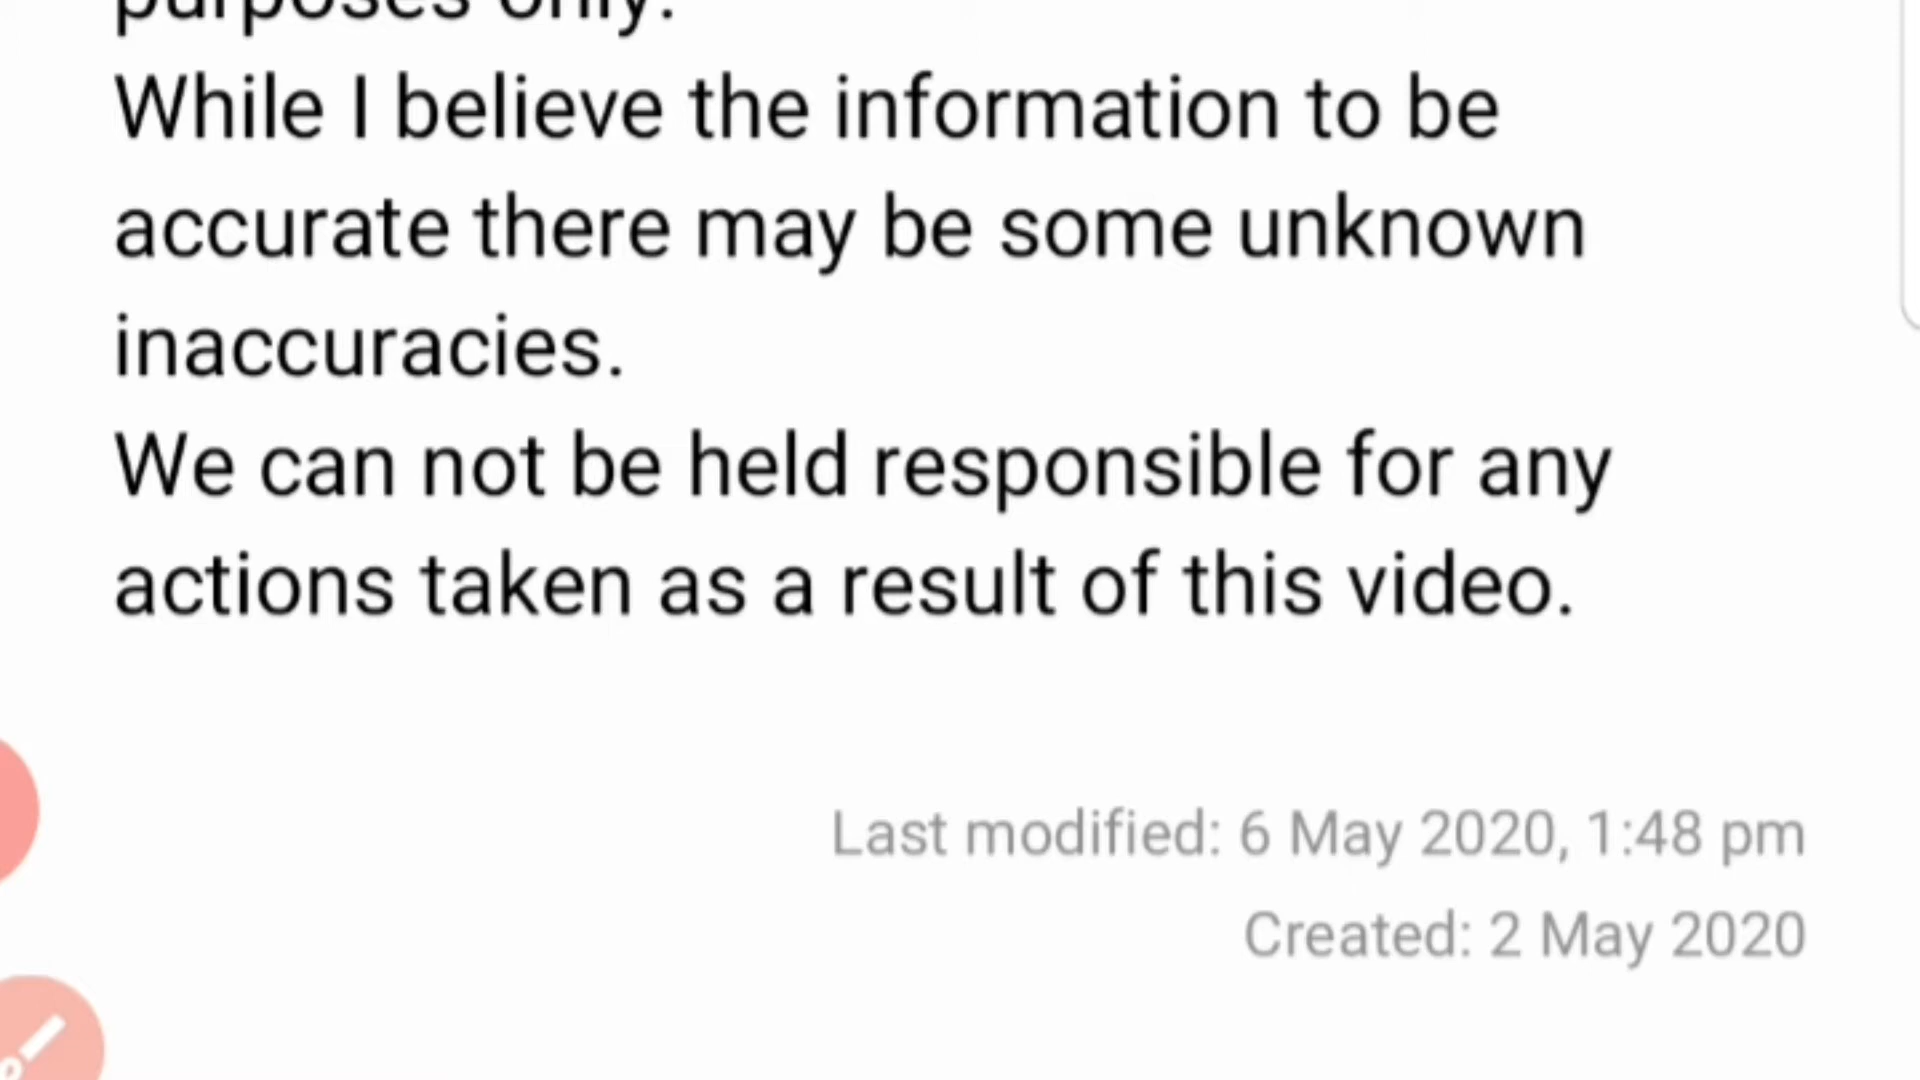 purposes only.
While I believe the information to be
accurate there may be some unknown
inaccuracies.
We can not be held responsible for any
actions taken as a result of this video.
Last modified: 6 May 2020, 1:48 pm
Created: 2 May 2020